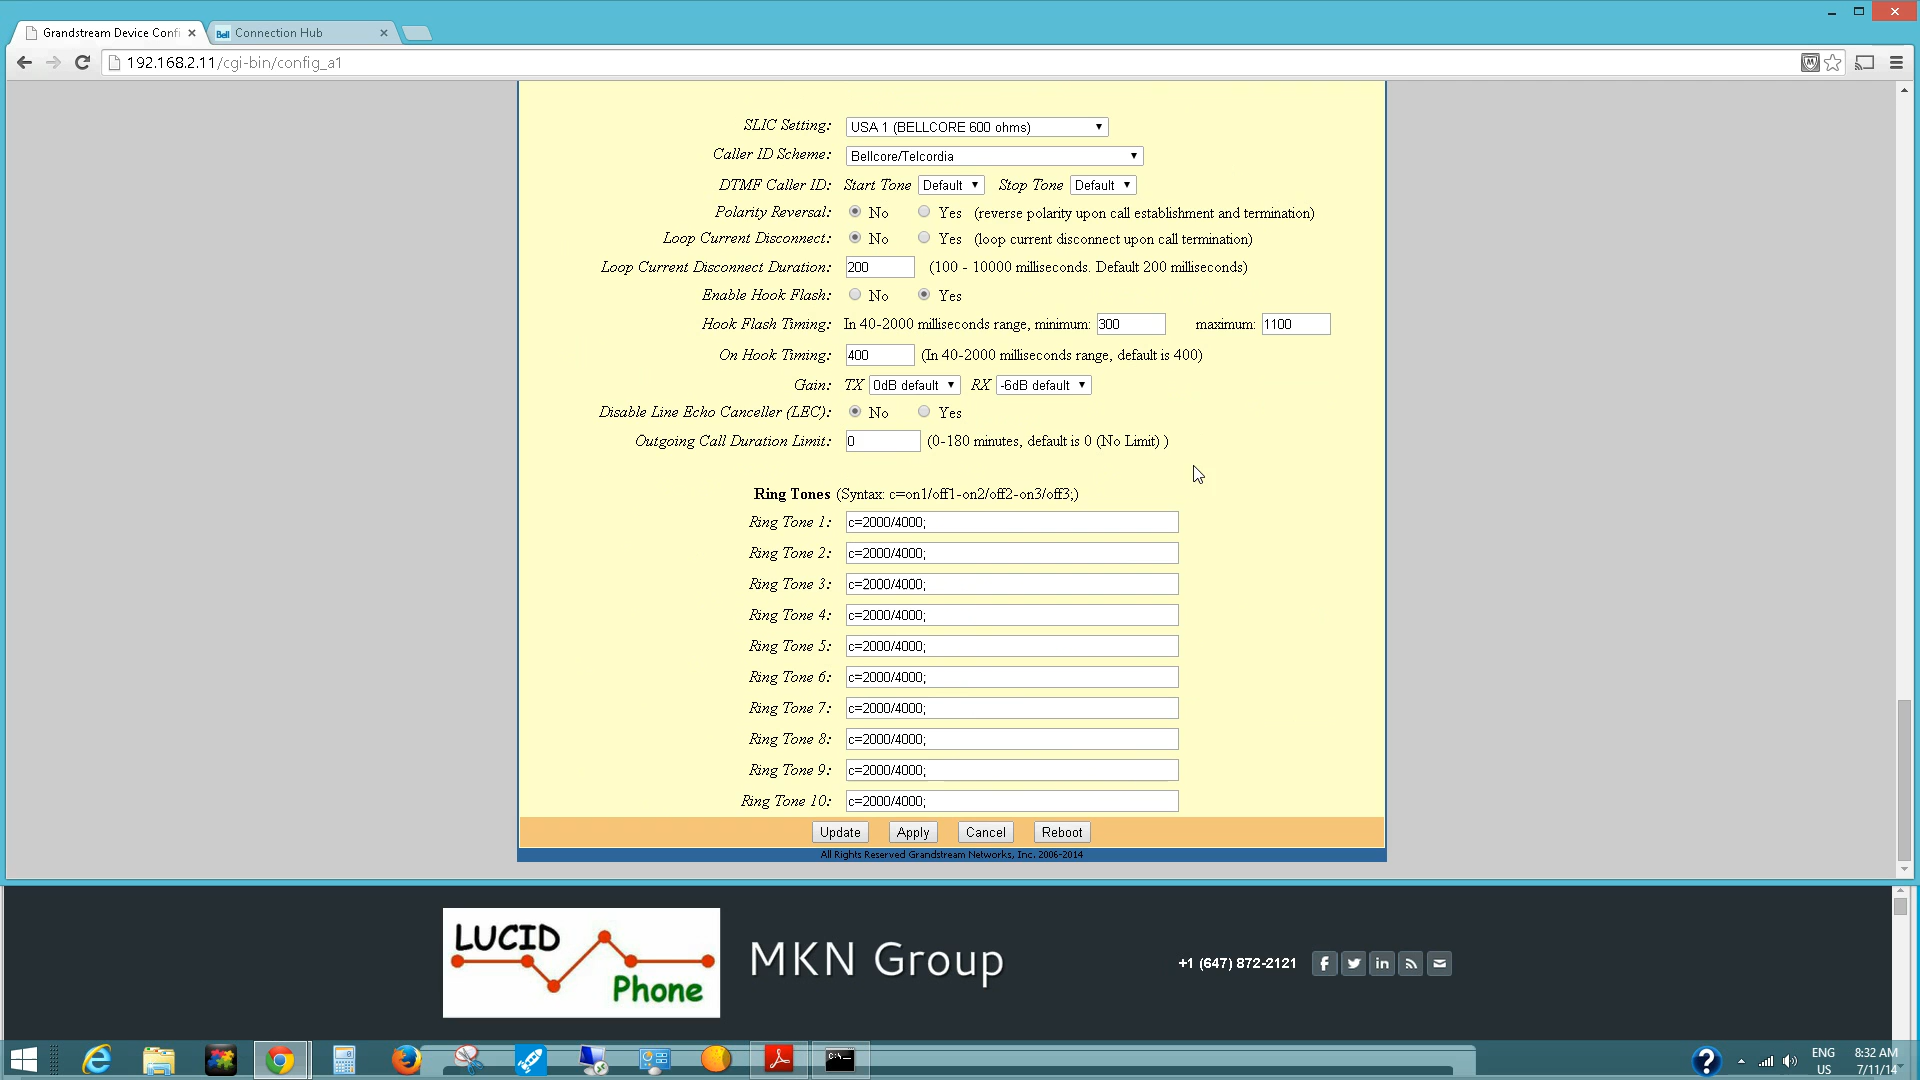 Grandstream Device Confi
Bell Connection Hub
192.168.2.11/cgi-bin/config_a1
SLIC Setting: USA 1 (BELLCORE 600 ohms)
Caller ID Scheme: Bellcore/Telcordia
DTMF Caller ID: Start Tone Default Stop Tone Default
Polarity Reversal: No Yes (reverse polarity upon call establishment and termination)
Loop Current Disconnect: No Yes (loop current disconnect upon call termination)
Loop Current Disconnect Duration: 200 (100 - 10000 milliseconds. Default 200 milliseconds)
Enable Hook Flash: No Yes
Hook Flash Timing: In 40-2000 milliseconds range, minimum: 300 maximum: 1100
On Hook Timing: 400 (In 40-2000 milliseconds range, default is 400)
Gain: TX 0dB default RX -6dB default
Disable Line Echo Canceller (LEC): No Yes
Outgoing Call Duration Limit: 0 (0-180 minutes, default is 0 (No Limit) )
Ring Tones (Syntax: c=on1/off1-on2/off2-on3/off3;)
Ring Tone 1: c=2000/4000;
Ring Tone 2: c=2000/4000;
Ring Tone 3: c=2000/4000;
Ring Tone 4: c=2000/4000;
Ring Tone 5: c=2000/4000;
Ring Tone 6: c=2000/4000;
Ring Tone 7: c=2000/4000;
Ring Tone 8: c=2000/4000;
Ring Tone 9: c=2000/4000;
Ring Tone 10: c=2000/4000;
Update Apply Cancel Reboot
All Rights Reserved Grandstream Networks, Inc. 2006-2014
LUCID
Phone
MKN Group
+1 (647) 872-2121
ENG 8:32 AM
US 7/11/14